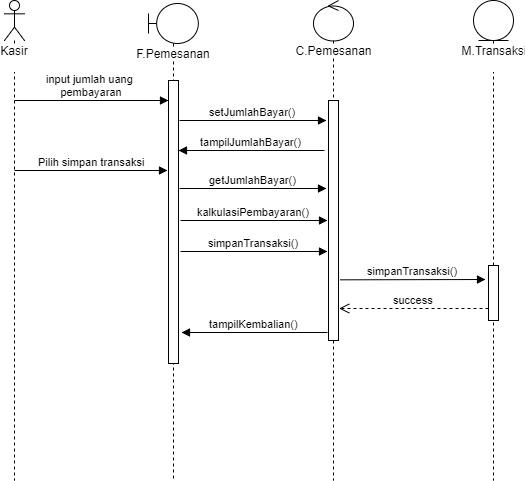 Kasir
F.Pemesanan
C.Pemesanan
M.Transaksi
input jumlah uang
pembayaran
setJumlahBayar()
tampilJumlahBayar()
Pilih simpan transaksi
getJumlahBayar()
kalkulasiPembayaran()
simpanTransaksi()
simpanTransaksi()
success
tampilKembalian()